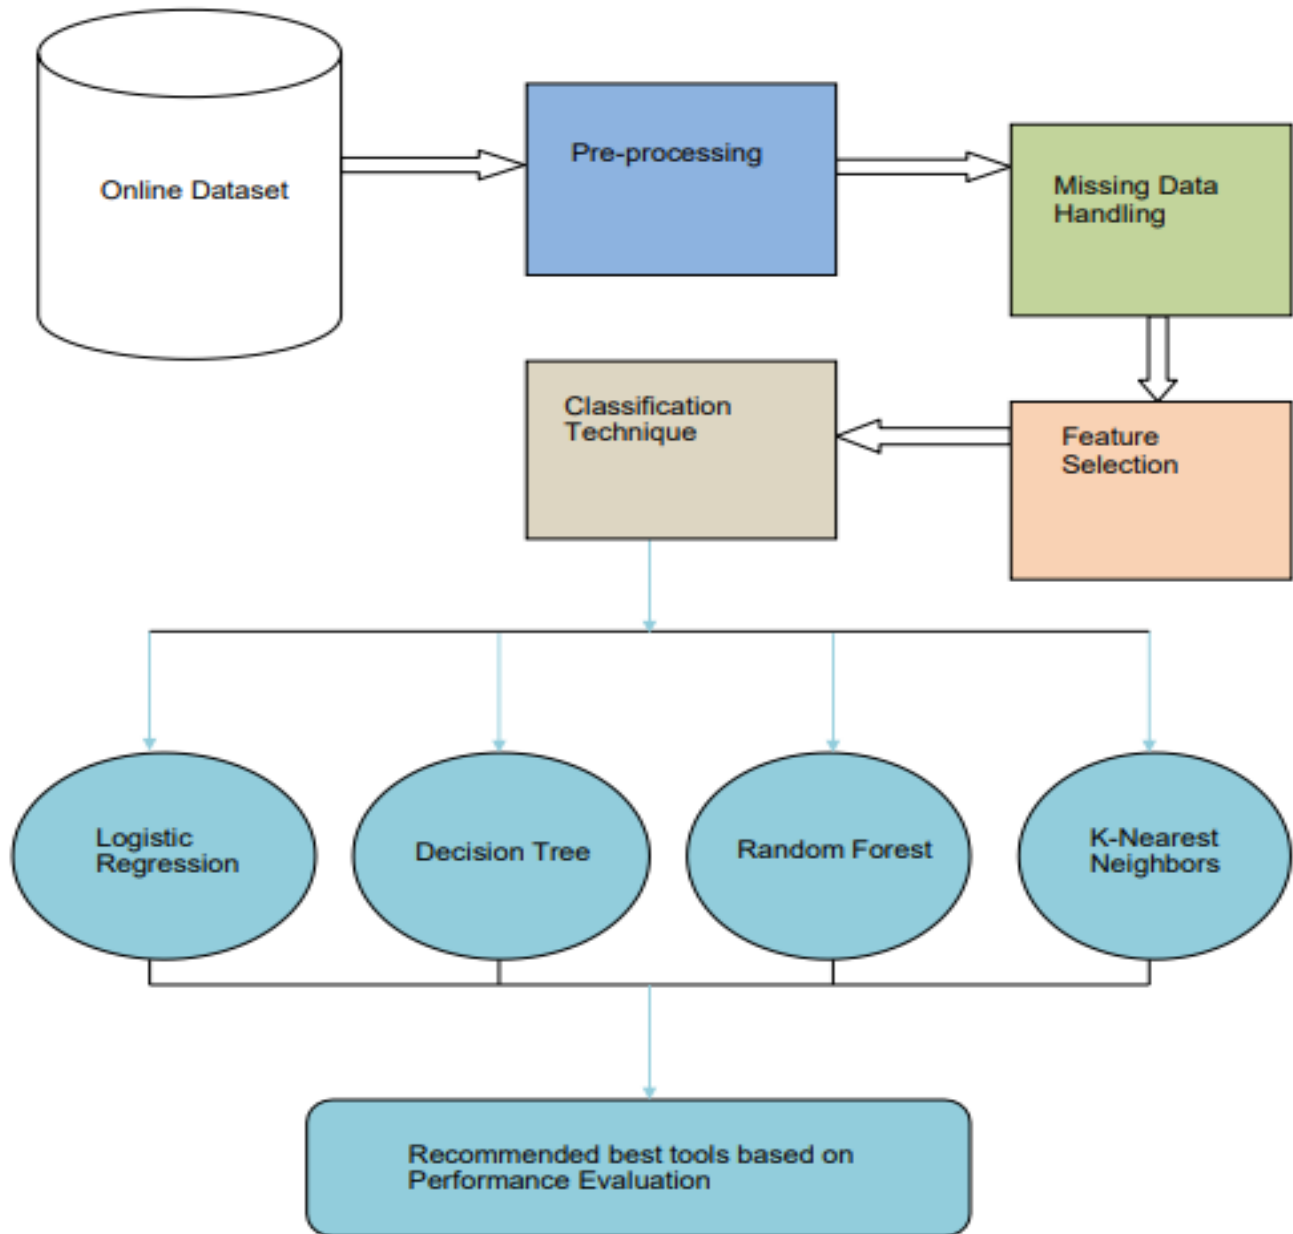 Online Dataset
Pre-processing
Missing Data
Handling
Classification
Technique
Feature
Selection
Logistic
Regression
Decision Tree
Random Forest
K-Nearest
Neighbors
Recommended best tools based on
Performance Evaluation